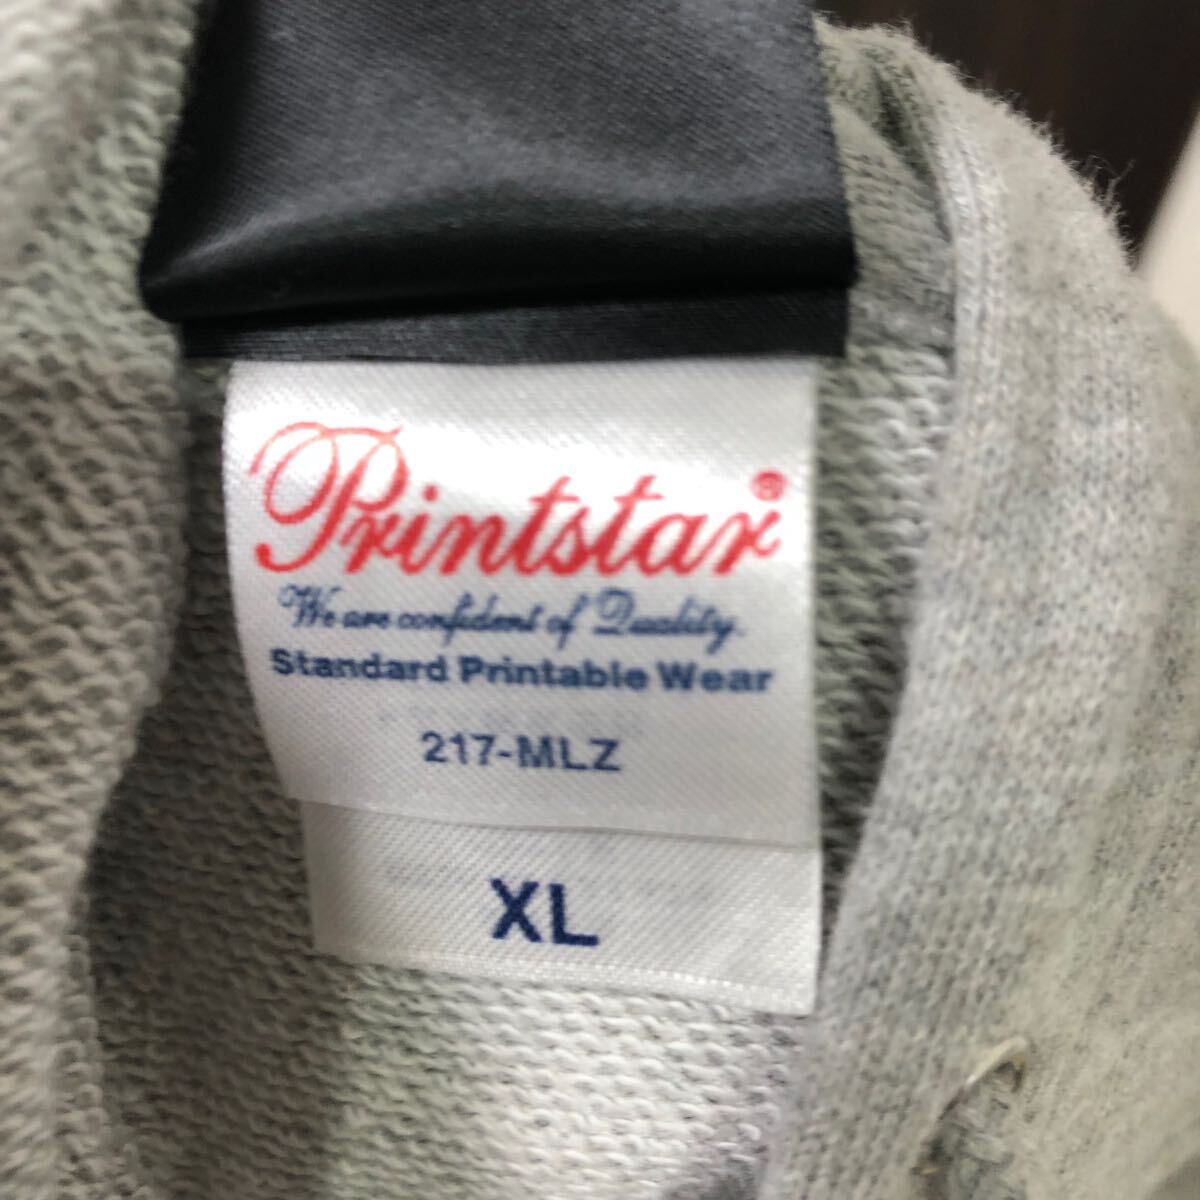 Printstar®
We are confident of Quality.
Standard Printable Wear
217-MLZ
XL